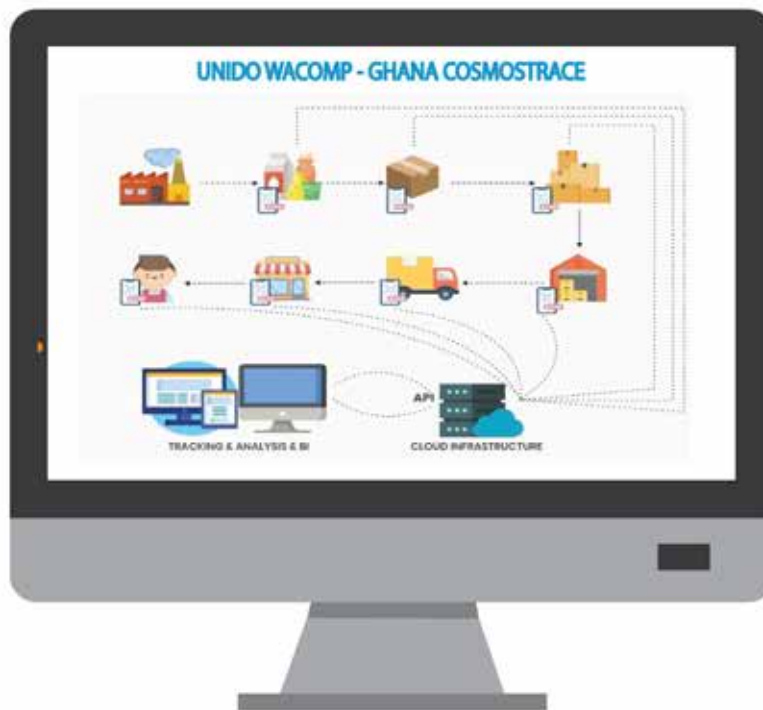 UNIDO WACOMP - GHANA COSMOSTRACE
API
TRACKING & ANALYSIS & BI
CLOUD INFRASTRUCTURE